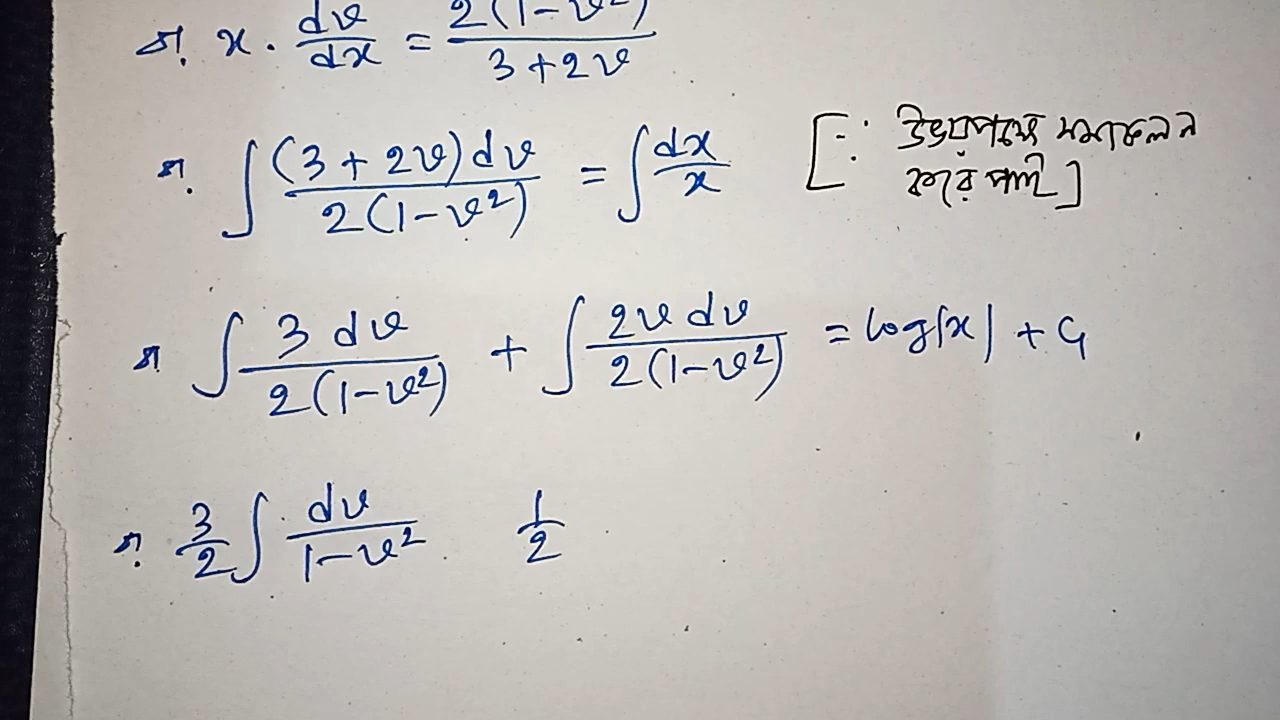 বা, x · dv/dx = 2(1-v²)/3+2v
বা, ∫ (3+2v)dv/2(1-v²) = ∫ dx/x [∵ উভয়পক্ষে সমাকলন
করে পাই]
বা ∫ 3 dv/2(1-v²) + ∫ 2v dv/2(1-v²) = log|x| + C₁
বা, 3/2 ∫ dv/1-v² 1/2